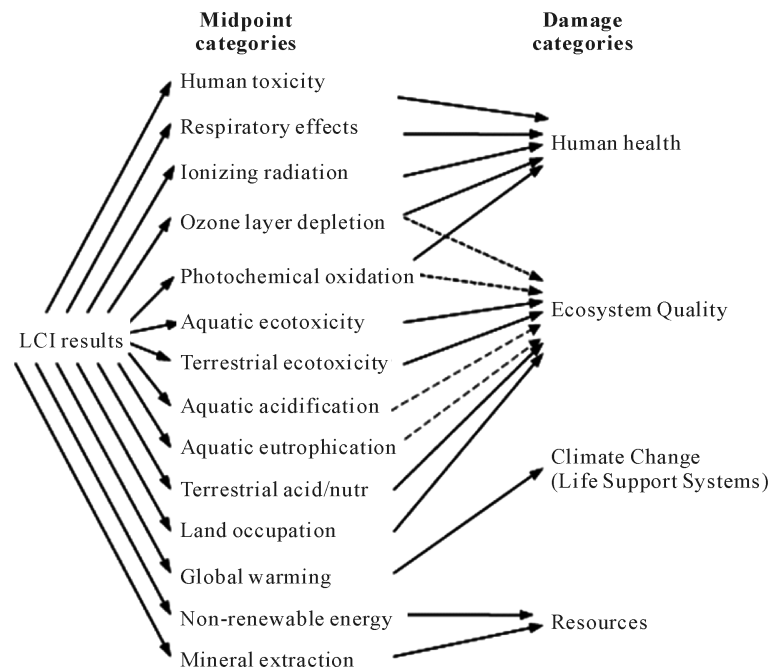 Midpoint
categories
Damage
categories
Human toxicity
Respiratory effects
Ionizing radiation
Ozone layer depletion
Photochemical oxidation
Aquatic ecotoxicity
Terrestrial ecotoxicity
Aquatic acidification
Aquatic eutrophication
Terrestrial acid/nutr
Land occupation
Global warming
Non-renewable energy
Mineral extraction
LCI results
Human health
Ecosystem Quality
Climate Change
(Life Support Systems)
Resources